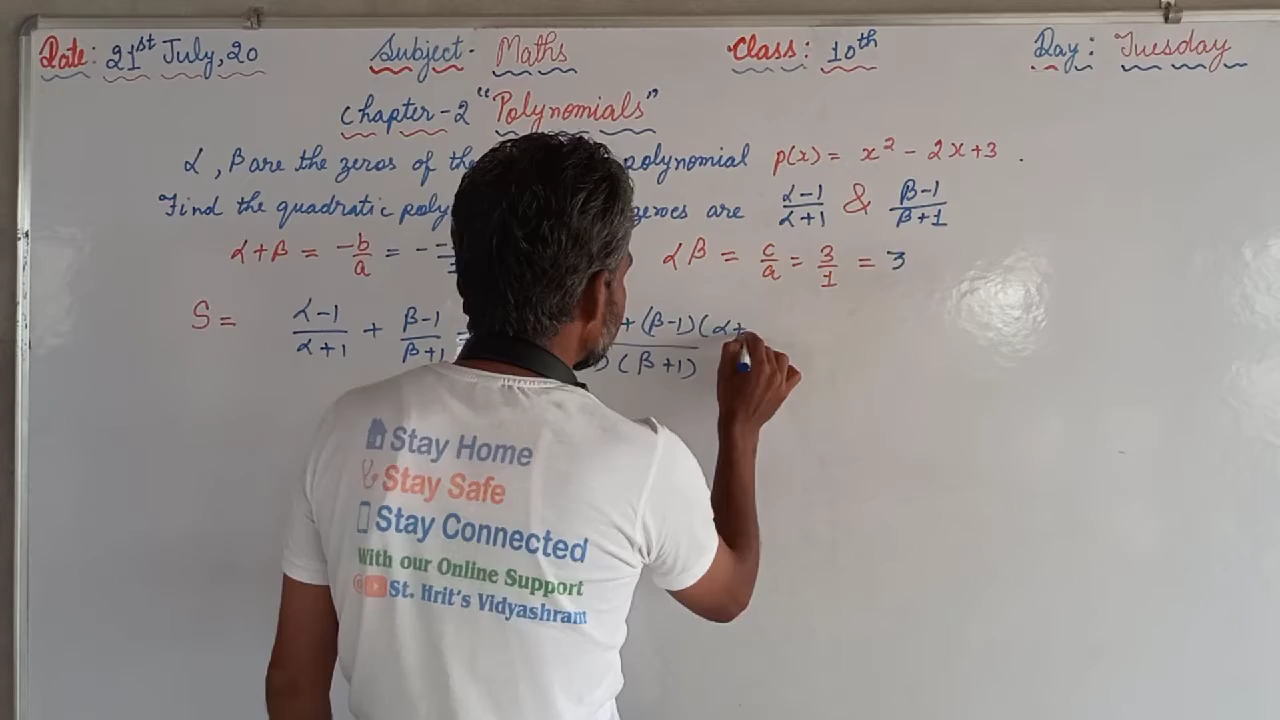 Date: 21st July, 20 Subject- Maths Class: 10th Day: Tuesday
Chapter-2 "Polynomials"
α, β are the zeros of the polynomial p(x) = x² - 2x+3 .
Find the quadratic zeroes are α-1/α+1 & β-1/β+1
α+β = -b/a = - αβ = c/a = 3/1 = 3
S = α-1/α+1 + β-1/β+1 = + (β-1)(α+ / ) (β+1)
Stay Home
Stay Safe
Stay Connected
With our Online Support
St. Hrit's Vidyashram